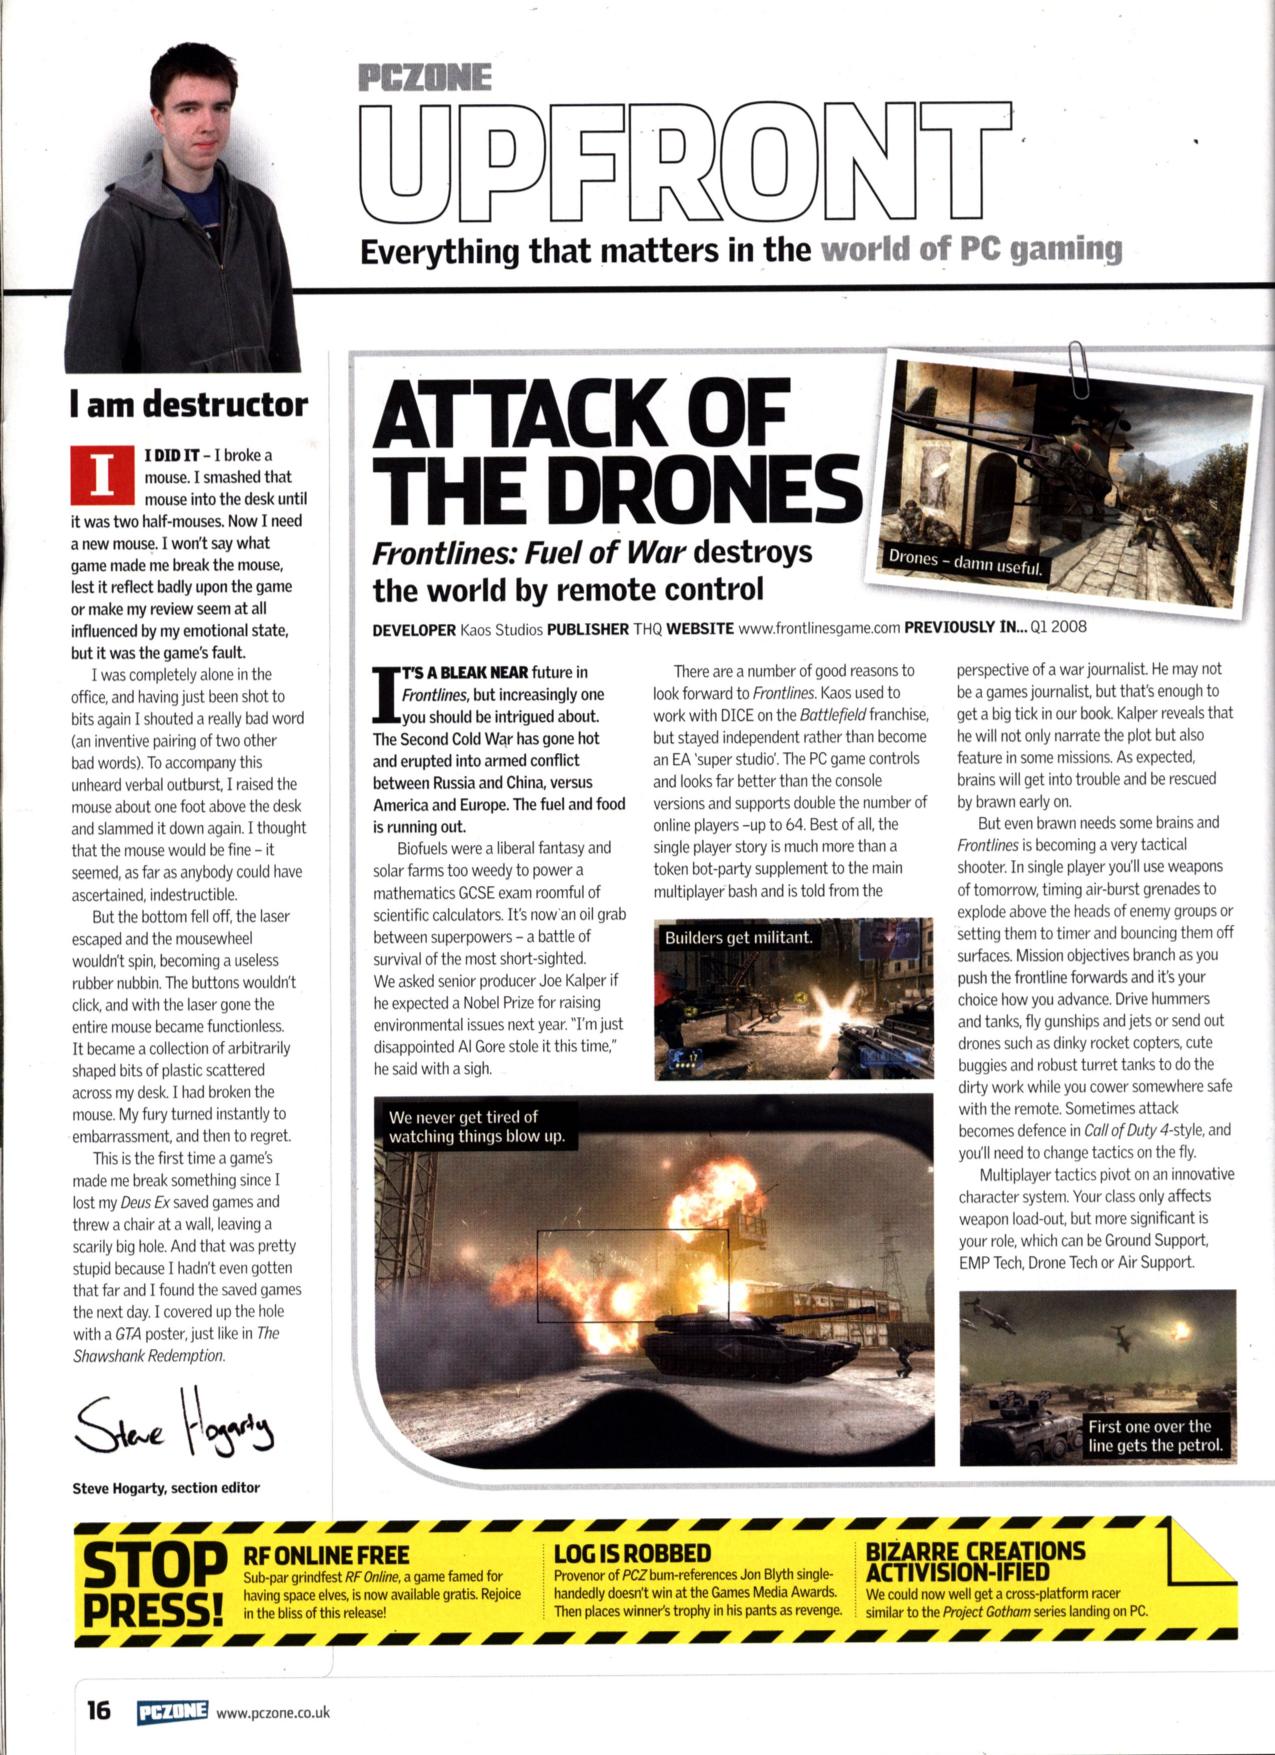 PCZONE
UPFRONT
Everything that matters in the world of PC gaming
I am destructor
I
I DID IT – I broke a
mouse. I smashed that
mouse into the desk until
it was two half-mouses. Now I need
a new mouse. I won't say what
game made me break the mouse,
lest it reflect badly upon the game
or make my review seem at all
influenced by my emotional state,
but it was the game's fault.
I was completely alone in the
office, and having just been shot to
bits again I shouted a really bad word
(an inventive pairing of two other
bad words). To accompany this
unheard verbal outburst, I raised the
mouse about one foot above the desk
and slammed it down again. I thought
that the mouse would be fine – it
seemed, as far as anybody could have
ascertained, indestructible.
But the bottom fell off, the laser
escaped and the mousewheel
wouldn't spin, becoming a useless
rubber nubbin. The buttons wouldn't
click, and with the laser gone the
entire mouse became functionless.
It became a collection of arbitrarily
shaped bits of plastic scattered
across my desk. I had broken the
mouse. My fury turned instantly to
embarrassment, and then to regret.
This is the first time a game's
made me break something since I
lost my Deus Ex saved games and
threw a chair at a wall, leaving a
scarily big hole. And that was pretty
stupid because I hadn't even gotten
that far and I found the saved games
the next day. I covered up the hole
with a GTA poster, just like in The
Shawshank Redemption.
Steve Hogarty
Steve Hogarty, section editor
ATTACK OF
THE DRONES
Frontlines: Fuel of War destroys
the world by remote control
Drones – damn useful.
DEVELOPER Kaos Studios PUBLISHER THQ WEBSITE www.frontlinesgame.com PREVIOUSLY IN... Q1 2008
IT'S A BLEAK NEAR future in
Frontlines, but increasingly one
you should be intrigued about.
The Second Cold War has gone hot
and erupted into armed conflict
between Russia and China, versus
America and Europe. The fuel and food
is running out.
Biofuels were a liberal fantasy and
solar farms too weedy to power a
mathematics GCSE exam roomful of
scientific calculators. It's now an oil grab
between superpowers – a battle of
survival of the most short-sighted.
We asked senior producer Joe Kalper if
he expected a Nobel Prize for raising
environmental issues next year. "I'm just
disappointed Al Gore stole it this time,"
he said with a sigh.
There are a number of good reasons to
look forward to Frontlines. Kaos used to
work with DICE on the Battlefield franchise,
but stayed independent rather than become
an EA 'super studio'. The PC game controls
and looks far better than the console
versions and supports double the number of
online players –up to 64. Best of all, the
single player story is much more than a
token bot-party supplement to the main
multiplayer bash and is told from the
Builders get militant.
17
We never get tired of
watching things blow up.
perspective of a war journalist. He may not
be a games journalist, but that's enough to
get a big tick in our book. Kalper reveals that
he will not only narrate the plot but also
feature in some missions. As expected,
brains will get into trouble and be rescued
by brawn early on.
But even brawn needs some brains and
Frontlines is becoming a very tactical
shooter. In single player you'll use weapons
of tomorrow, timing air-burst grenades to
explode above the heads of enemy groups or
setting them to timer and bouncing them off
surfaces. Mission objectives branch as you
push the frontline forwards and it's your
choice how you advance. Drive hummers
and tanks, fly gunships and jets or send out
drones such as dinky rocket copters, cute
buggies and robust turret tanks to do the
dirty work while you cower somewhere safe
with the remote. Sometimes attack
becomes defence in Call of Duty 4-style, and
you'll need to change tactics on the fly.
Multiplayer tactics pivot on an innovative
character system. Your class only affects
weapon load-out, but more significant is
your role, which can be Ground Support,
EMP Tech, Drone Tech or Air Support.
First one over the
line gets the petrol.
STOP
PRESS!
RF ONLINE FREE
Sub-par grindfest RF Online, a game famed for
having space elves, is now available gratis. Rejoice
in the bliss of this release!
LOG IS ROBBED
Provenor of PCZ bum-references Jon Blyth single-
handedly doesn't win at the Games Media Awards.
Then places winner's trophy in his pants as revenge.
BIZARRE CREATIONS
ACTIVISION-IFIED
We could now well get a cross-platform racer
similar to the Project Gotham series landing on PC.
16 PCZONE www.pczone.co.uk